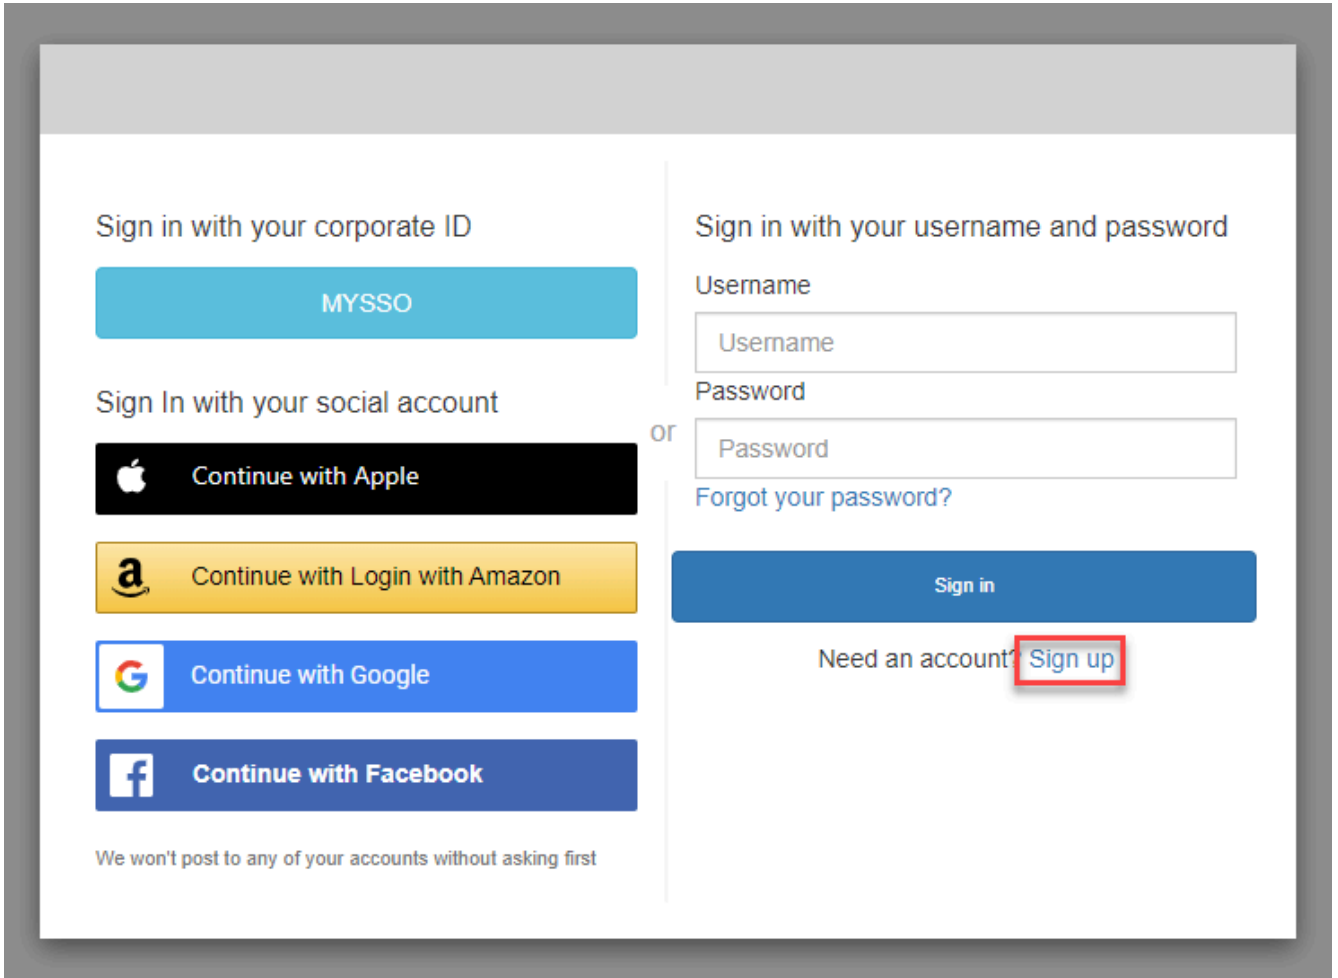 Sign in with your corporate ID
MYSSO
Sign In with your social account
Continue with Apple
a
Continue with Login with Amazon
G
Continue with Google
f
Continue with Facebook
We won't post to any of your accounts without asking first
or
Sign in with your username and password
Username
Username
Password
Password
Forgot your password?
Sign in
Need an account? Sign up